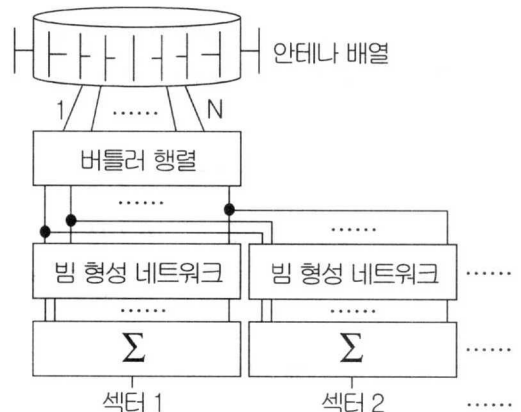 안테나 배열
1 ...... N
버틀러 행렬
......
......
빔 형성 네트워크 빔 형성 네트워크 ......
...... ......
Σ Σ ......
섹터 1 섹터 2 ......